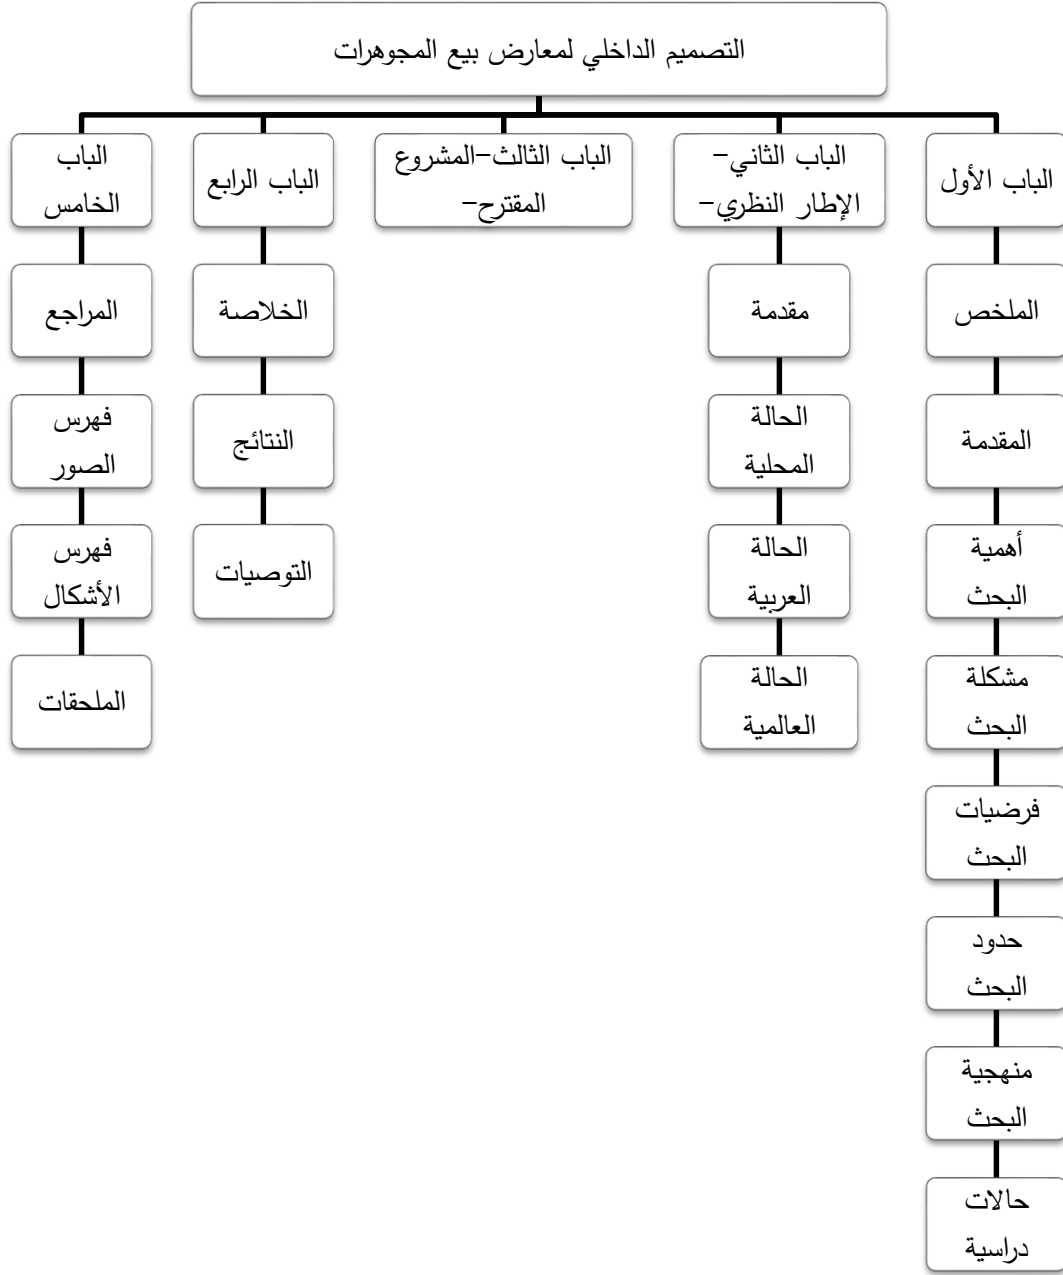 التصميم الداخلي لمعارض بيع المجوهرات
الباب الأول
الملخص
المقدمة
أهمية
البحث
مشكلة
البحث
فرضيات
البحث
حدود
البحث
منهجية
البحث
حالات
دراسية
الباب الثاني-
الإطار النظري-
مقدمة
الحالة
المحلية
الحالة
العربية
الحالة
العالمية
الباب الثالث-المشروع
المقترح-
الباب الرابع
الخلاصة
النتائج
التوصيات
الباب
الخامس
المراجع
فهرس
الصور
فهرس
الأشكال
الملحقات